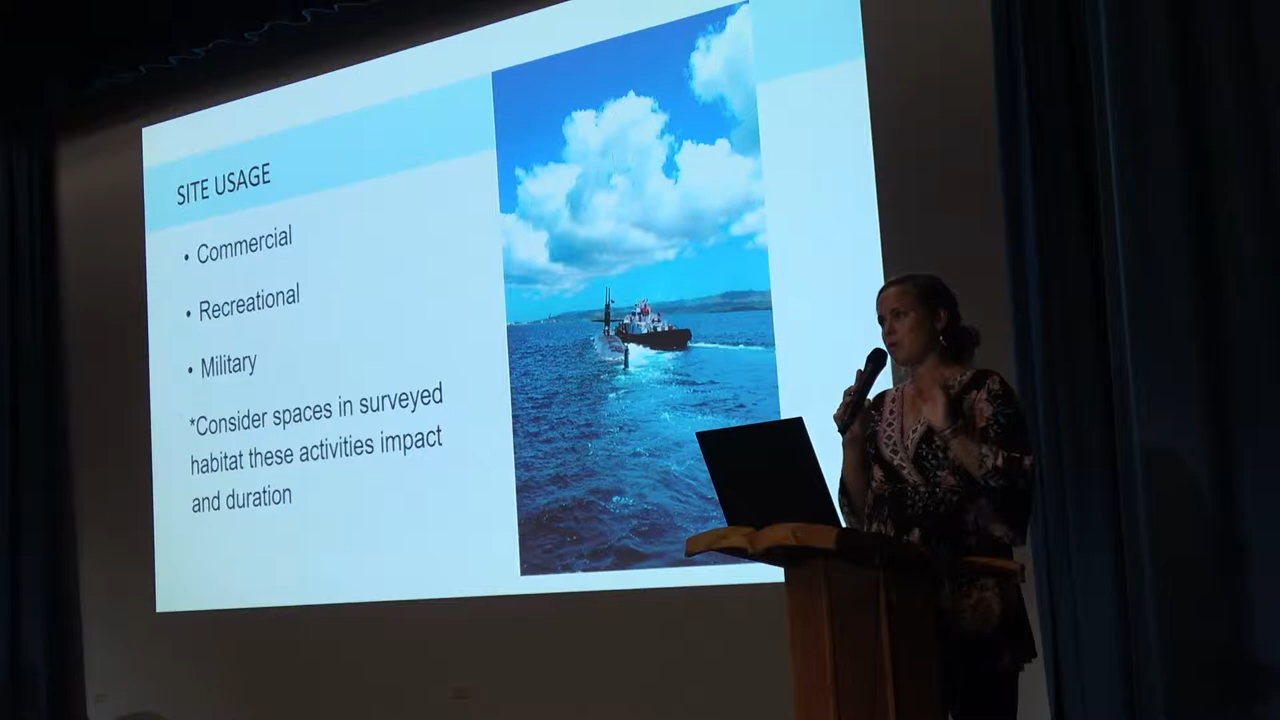 SITE USAGE
• Commercial
• Recreational
• Military
*Consider spaces in surveyed
habitat these activities impact
and duration